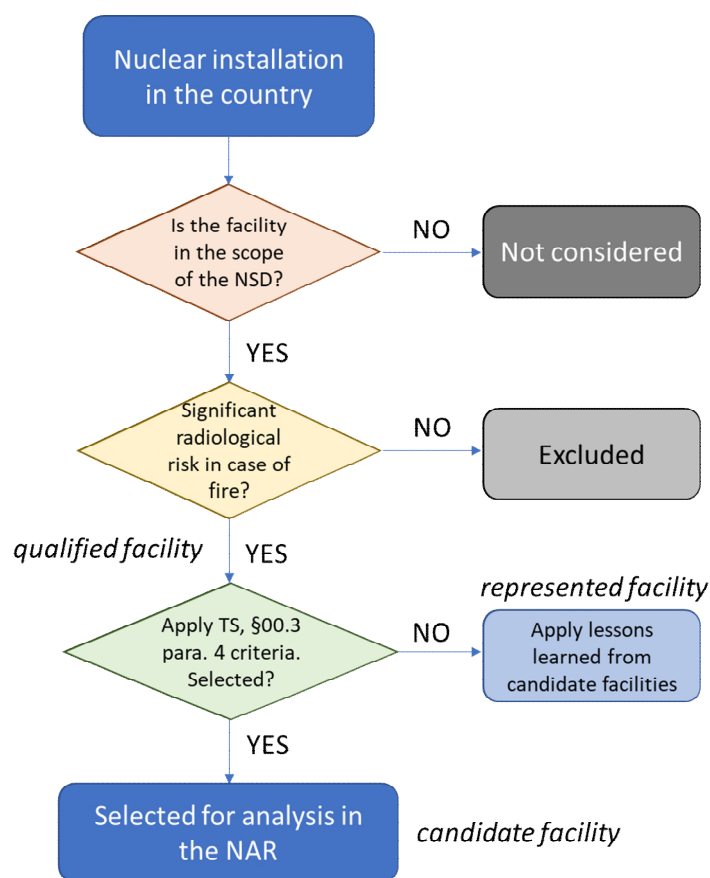 Nuclear installation
in the country
Is the facility
in the scope
of the NSD?
NO
Not considered
YES
Significant
radiological
risk in case of
fire?
NO
Excluded
qualified facility
YES
represented facility
Apply TS, §00.3
para. 4 criteria.
Selected?
NO
Apply lessons
learned from
candidate facilities
YES
Selected for analysis in
the NAR
candidate facility